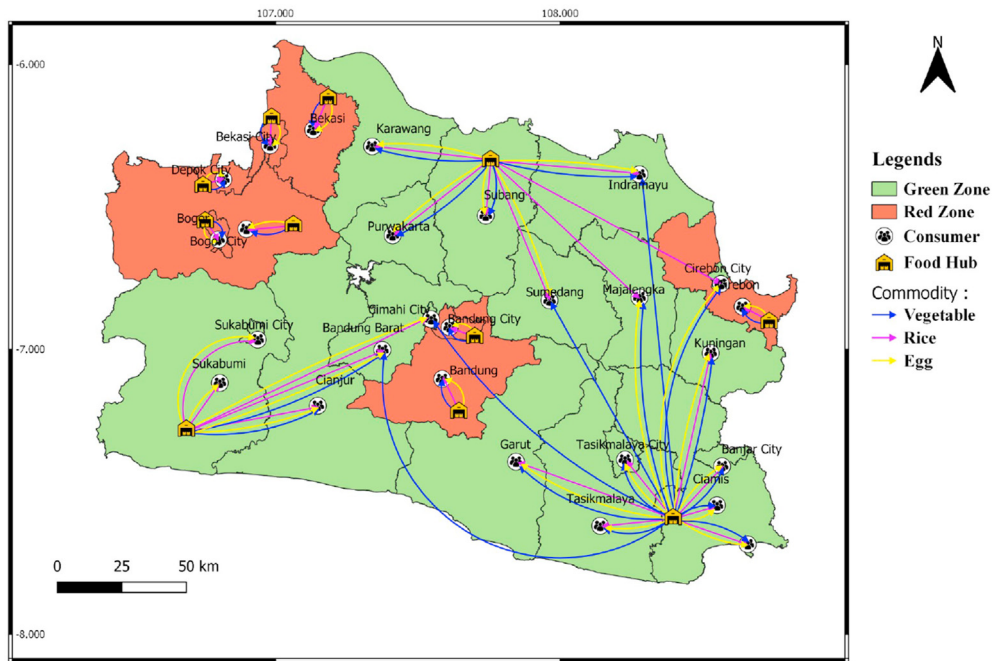 107.000
108.000
-6.000
-7.000
-8.000
N
Bekasi
Bekasi City
Karawang
Depok City
Indramayu
Subang
Bogor
Bogor City
Purwakarta
Cirebon City
Cirebon
Sumedang
Majalengka
Cimahi City
Sukabumi City
Bandung Barat
Bandung City
Kuningan
Sukabumi
Cianjur
Bandung
Garut
Tasikmalaya City
Banjar City
Ciamis
Tasikmalaya
0 25 50 km
Legends
Green Zone
Red Zone
Consumer
Food Hub
Commodity :
Vegetable
Rice
Egg